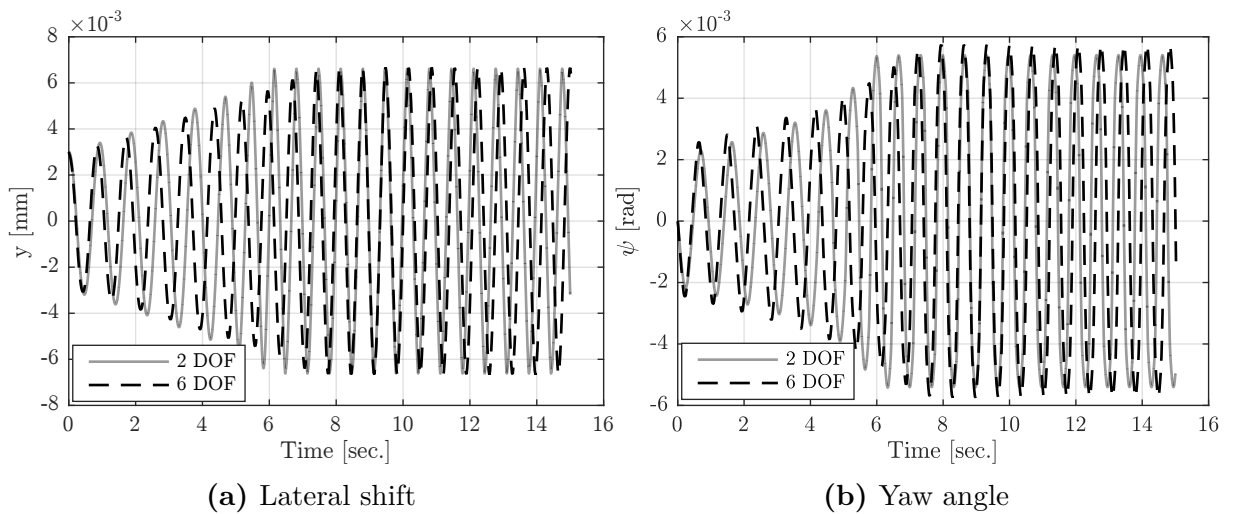 ×10⁻³
8
6
4
2
0
-2
-4
-6
-8
y [mm]
2 DOF
6 DOF
0 2 4 6 8 10 12 14 16
Time [sec.]
(a) Lateral shift
×10⁻³
6
4
2
0
-2
-4
-6
ψ [rad]
2 DOF
6 DOF
0 2 4 6 8 10 12 14 16
Time [sec.]
(b) Yaw angle